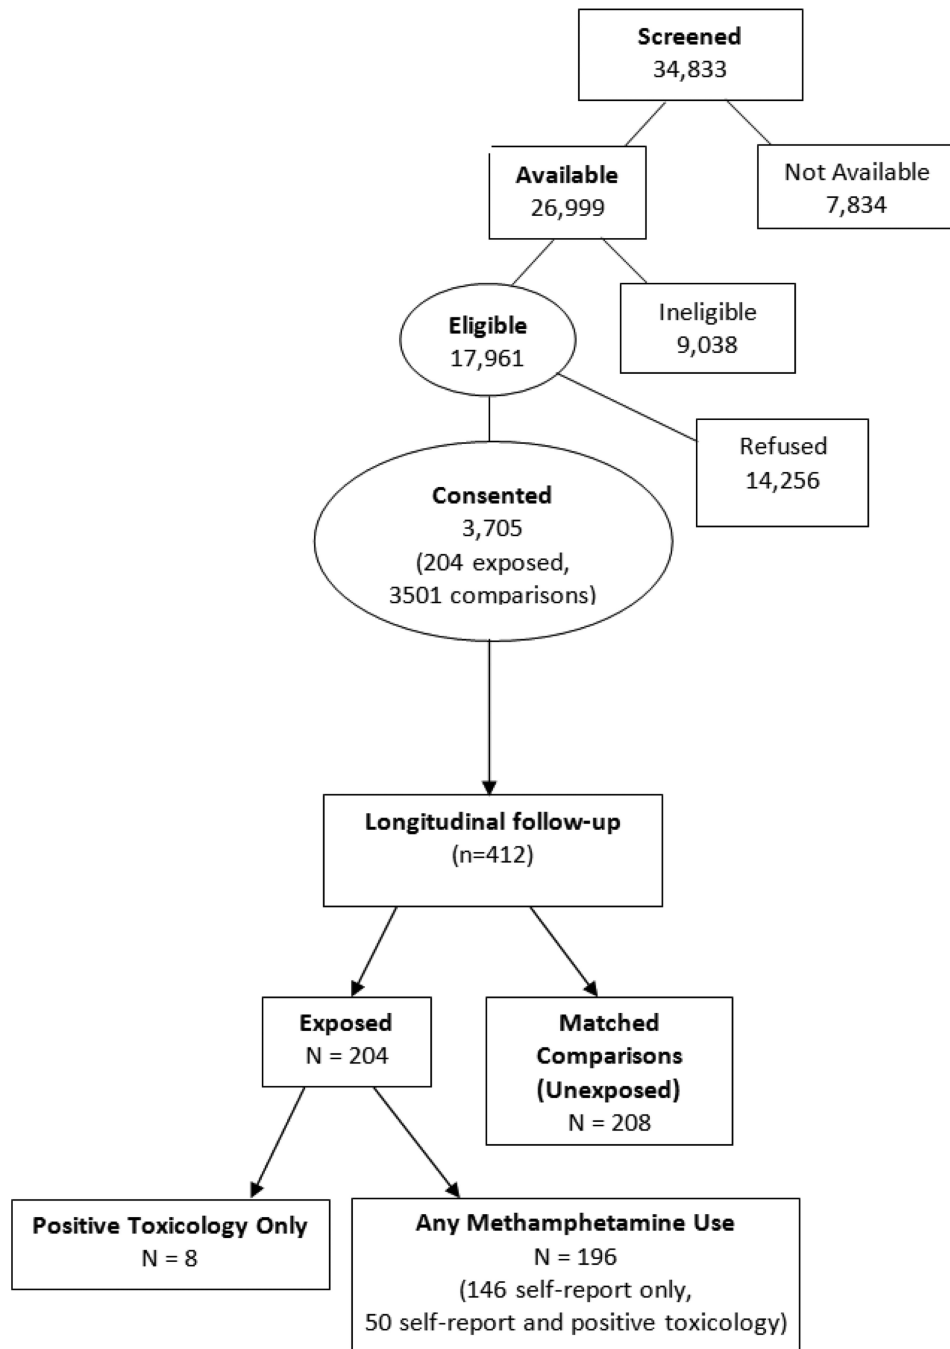 Screened
34,833
Available
26,999
Not Available
7,834
Eligible
17,961
Ineligible
9,038
Refused
14,256
Consented
3,705
(204 exposed,
3501 comparisons)
Longitudinal follow-up
(n=412)
Exposed
N = 204
Matched
Comparisons
(Unexposed)
N = 208
Positive Toxicology Only
N = 8
Any Methamphetamine Use
N = 196
(146 self-report only,
50 self-report and positive toxicology)